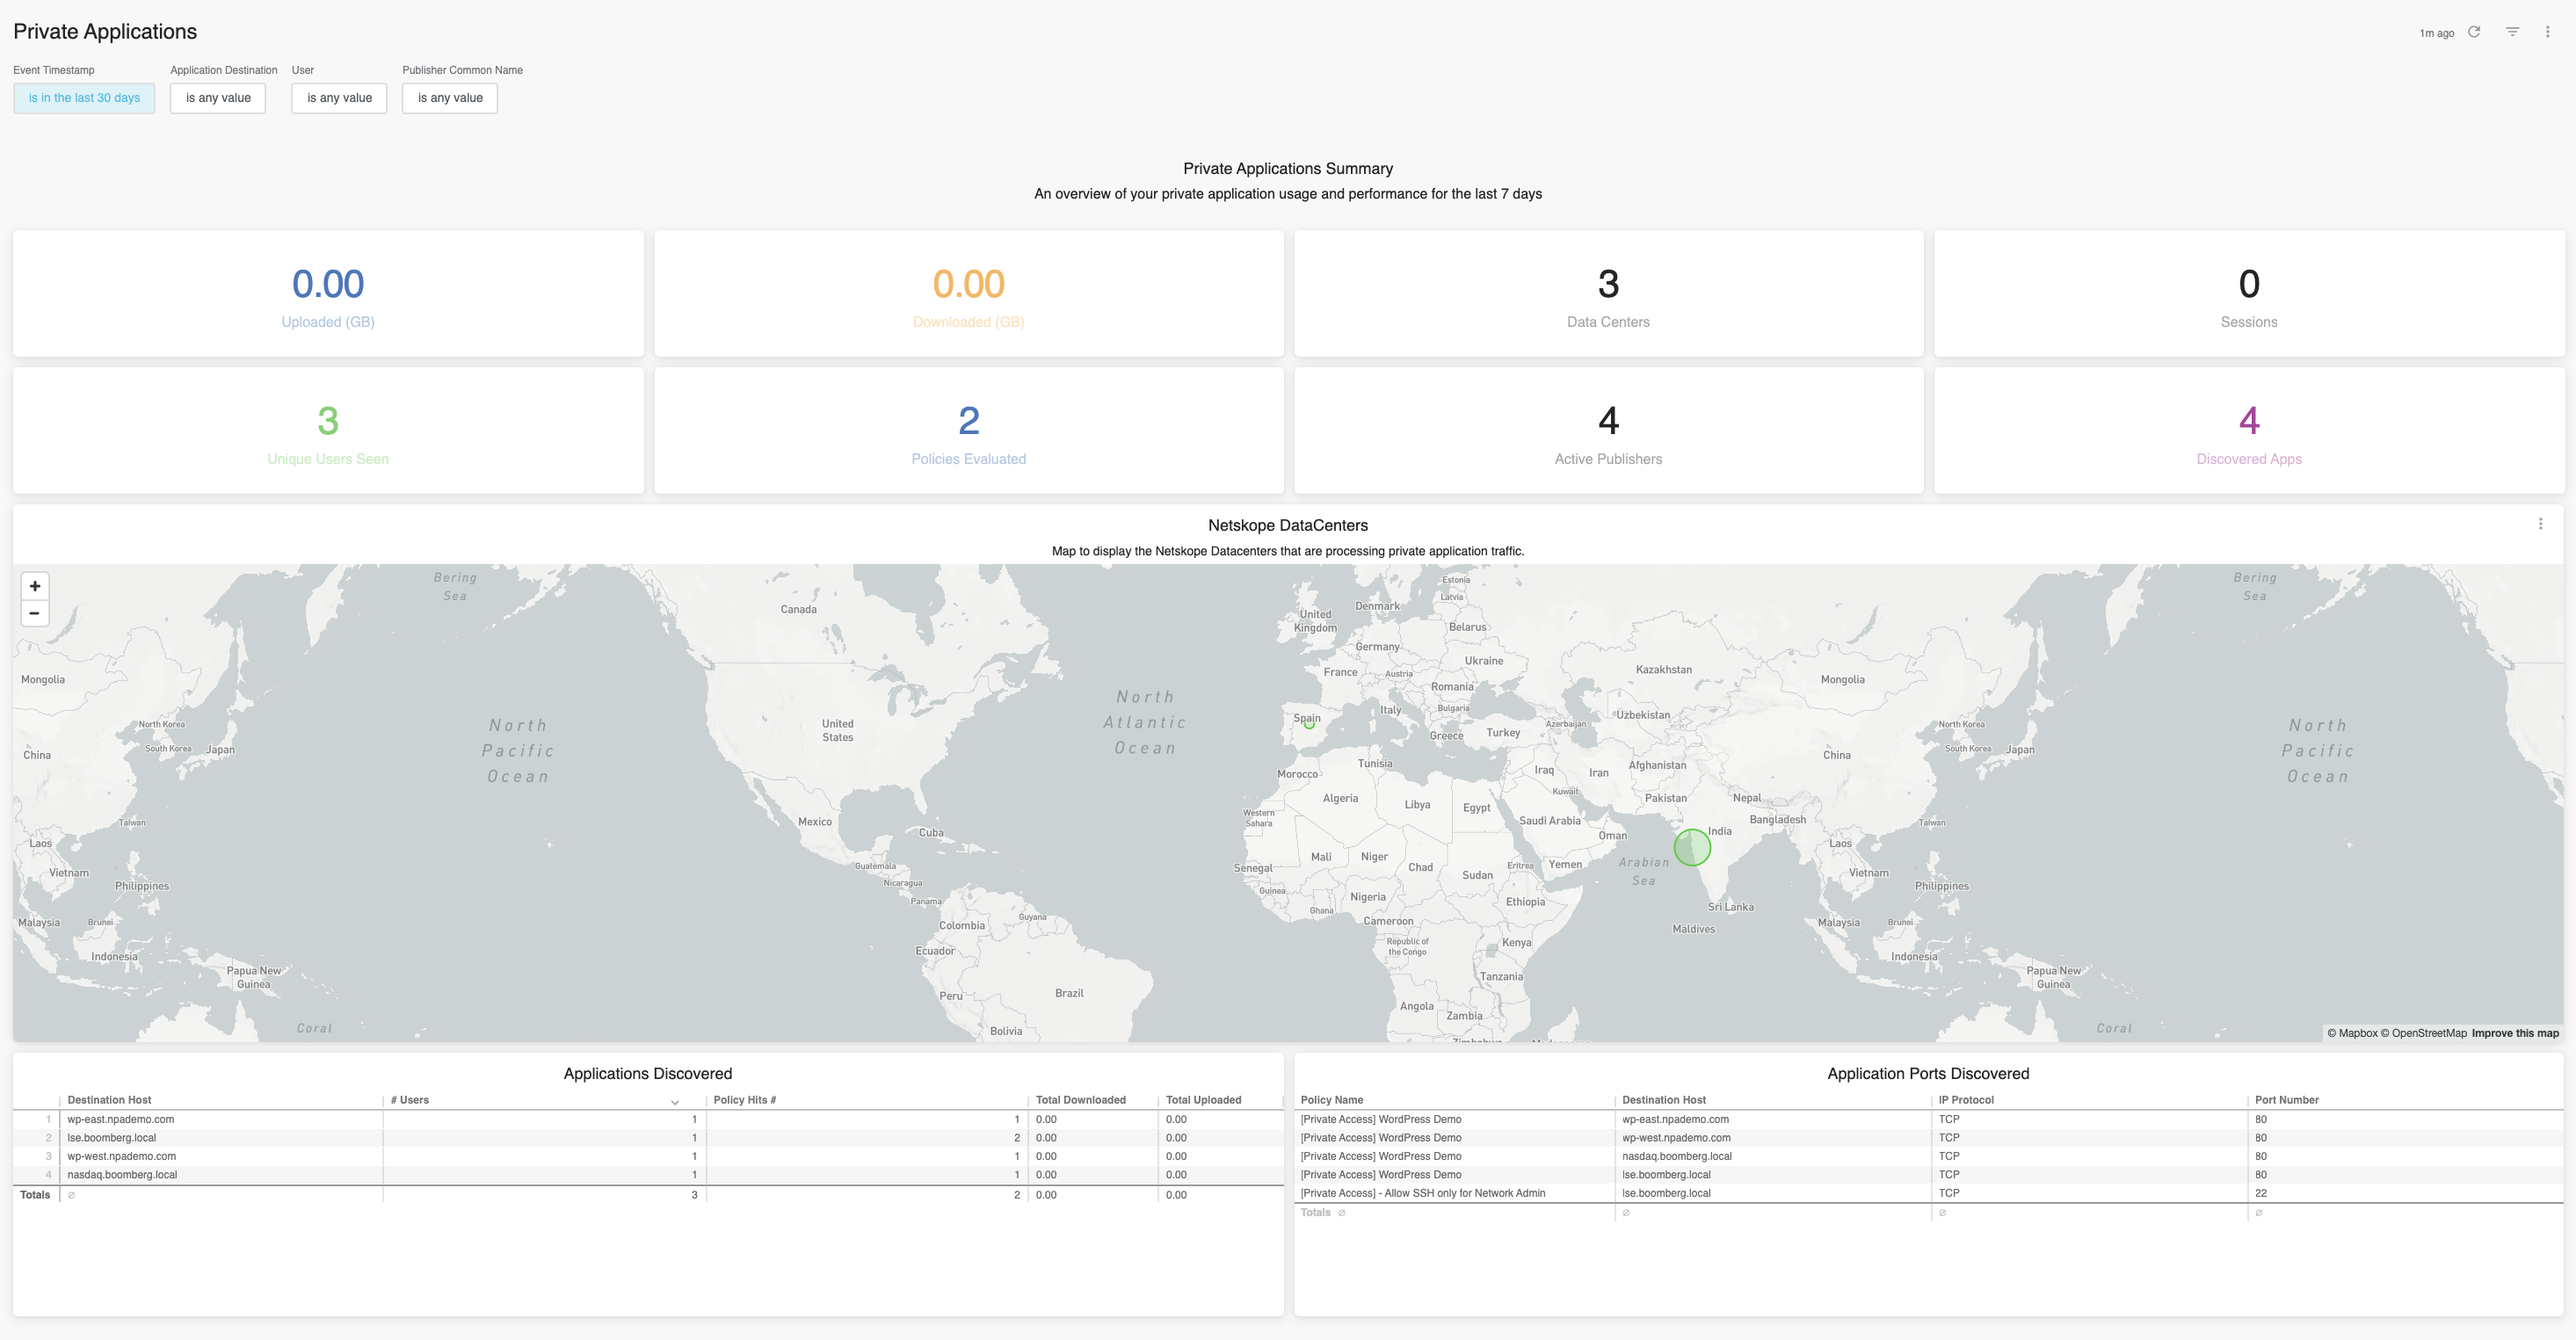 Private Applications
1m ago
Event Timestamp
is in the last 30 days
Application Destination
is any value
User
is any value
Publisher Common Name
is any value
Private Applications Summary
An overview of your private application usage and performance for the last 7 days
0.00
Uploaded (GB)
0.00
Downloaded (GB)
3
Data Centers
0
Sessions
3
Unique Users Seen
2
Policies Evaluated
4
Active Publishers
4
Discovered Apps
Netskope DataCenters
Map to display the Netskope Datacenters that are processing private application traffic.
+
−
Bering
Sea
Canada
Mongolia
North Korea
South Korea
Japan
China
Taiwan
Laos
Vietnam
Philippines
Malaysia
Brunei
Indonesia
Papua New
Guinea
Coral
North
Pacific
Ocean
United
States
Mexico
Cuba
Guatemala
Nicaragua
Panama
Guyana
Colombia
Ecuador
Peru
Brazil
Bolivia
North
Atlantic
Ocean
Estonia
Latvia
Denmark
United
Kingdom
Belarus
Germany
Ukraine
France
Austria
Romania
Kazakhstan
Mongolia
Spain
Italy
Bulgaria
Uzbekistan
Azerbaijan
Greece
Turkey
Morocco
Tunisia
Iraq
Iran
Afghanistan
China
North Korea
South Korea
Japan
Algeria
Libya
Egypt
Kuwait
Pakistan
Nepal
Western
Sahara
Saudi Arabia
Oman
India
Bangladesh
Taiwan
Mali
Niger
Chad
Sudan
Eritrea
Yemen
Arabian
Sea
Laos
Vietnam
Philippines
Senegal
Guinea
Ghana
Nigeria
Cameroon
Ethiopia
Sri Lanka
Maldives
Malaysia
Brunei
Republic of
the Congo
Kenya
Tanzania
Indonesia
Papua New
Guinea
Angola
Zambia
Zimbabwe
Bering
Sea
North
Pacific
Ocean
Coral
© Mapbox © OpenStreetMap Improve this map
Applications Discovered
Destination Host # Users Policy Hits # Total Downloaded Total Uploaded
1 wp-east.npademo.com 1 1 0.00 0.00
2 lse.boomberg.local 1 2 0.00 0.00
3 wp-west.npademo.com 1 1 0.00 0.00
4 nasdaq.boomberg.local 1 1 0.00 0.00
Totals ∅ 3 2 0.00 0.00
Application Ports Discovered
Policy Name Destination Host IP Protocol Port Number
[Private Access] WordPress Demo wp-east.npademo.com TCP 80
[Private Access] WordPress Demo wp-west.npademo.com TCP 80
[Private Access] WordPress Demo nasdaq.boomberg.local TCP 80
[Private Access] WordPress Demo lse.boomberg.local TCP 80
[Private Access] - Allow SSH only for Network Admin lse.boomberg.local TCP 22
Totals ∅ ∅ ∅ ∅